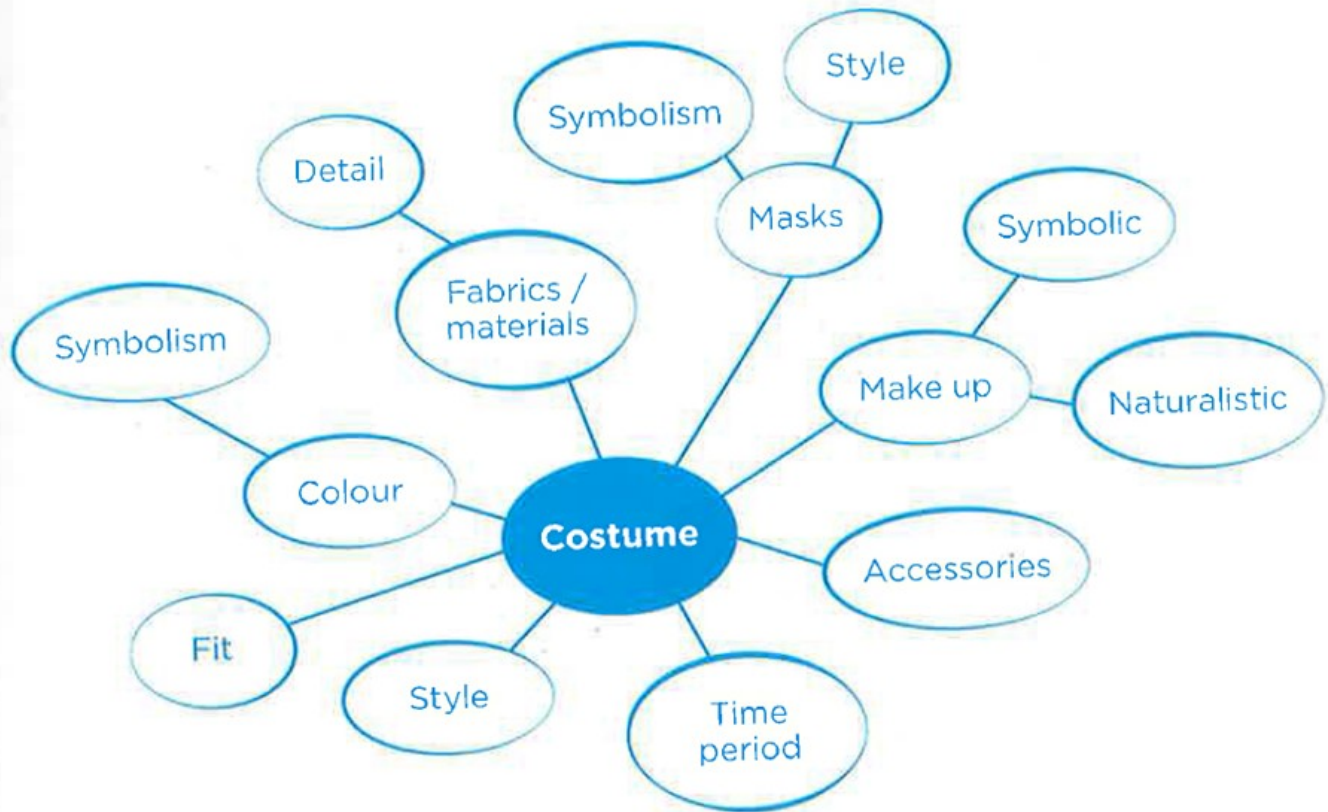 Style
Symbolism
Detail
Masks
Symbolic
Fabrics /
materials
Symbolism
Make up
Naturalistic
Colour
Costume
Accessories
Fit
Style
Time
period